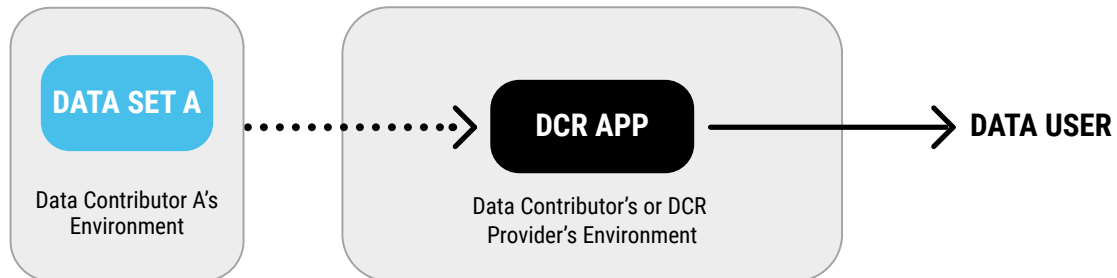 DATA SET A
Data Contributor A’s
Environment
DCR APP
Data Contributor’s or DCR
Provider’s Environment
DATA USER